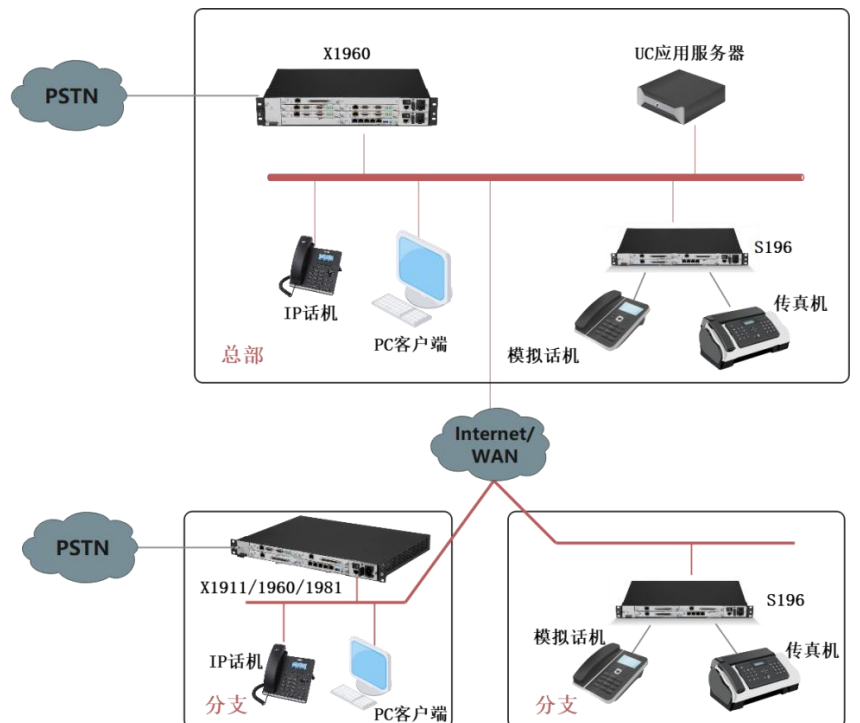 X1960
UC应用服务器
PSTN
S196
IP话机
PC客户端
模拟话机
传真机
总部
Internet/
WAN
PSTN
X1911/1960/1981
IP话机
PC客户端
分支
S196
模拟话机
传真机
分支